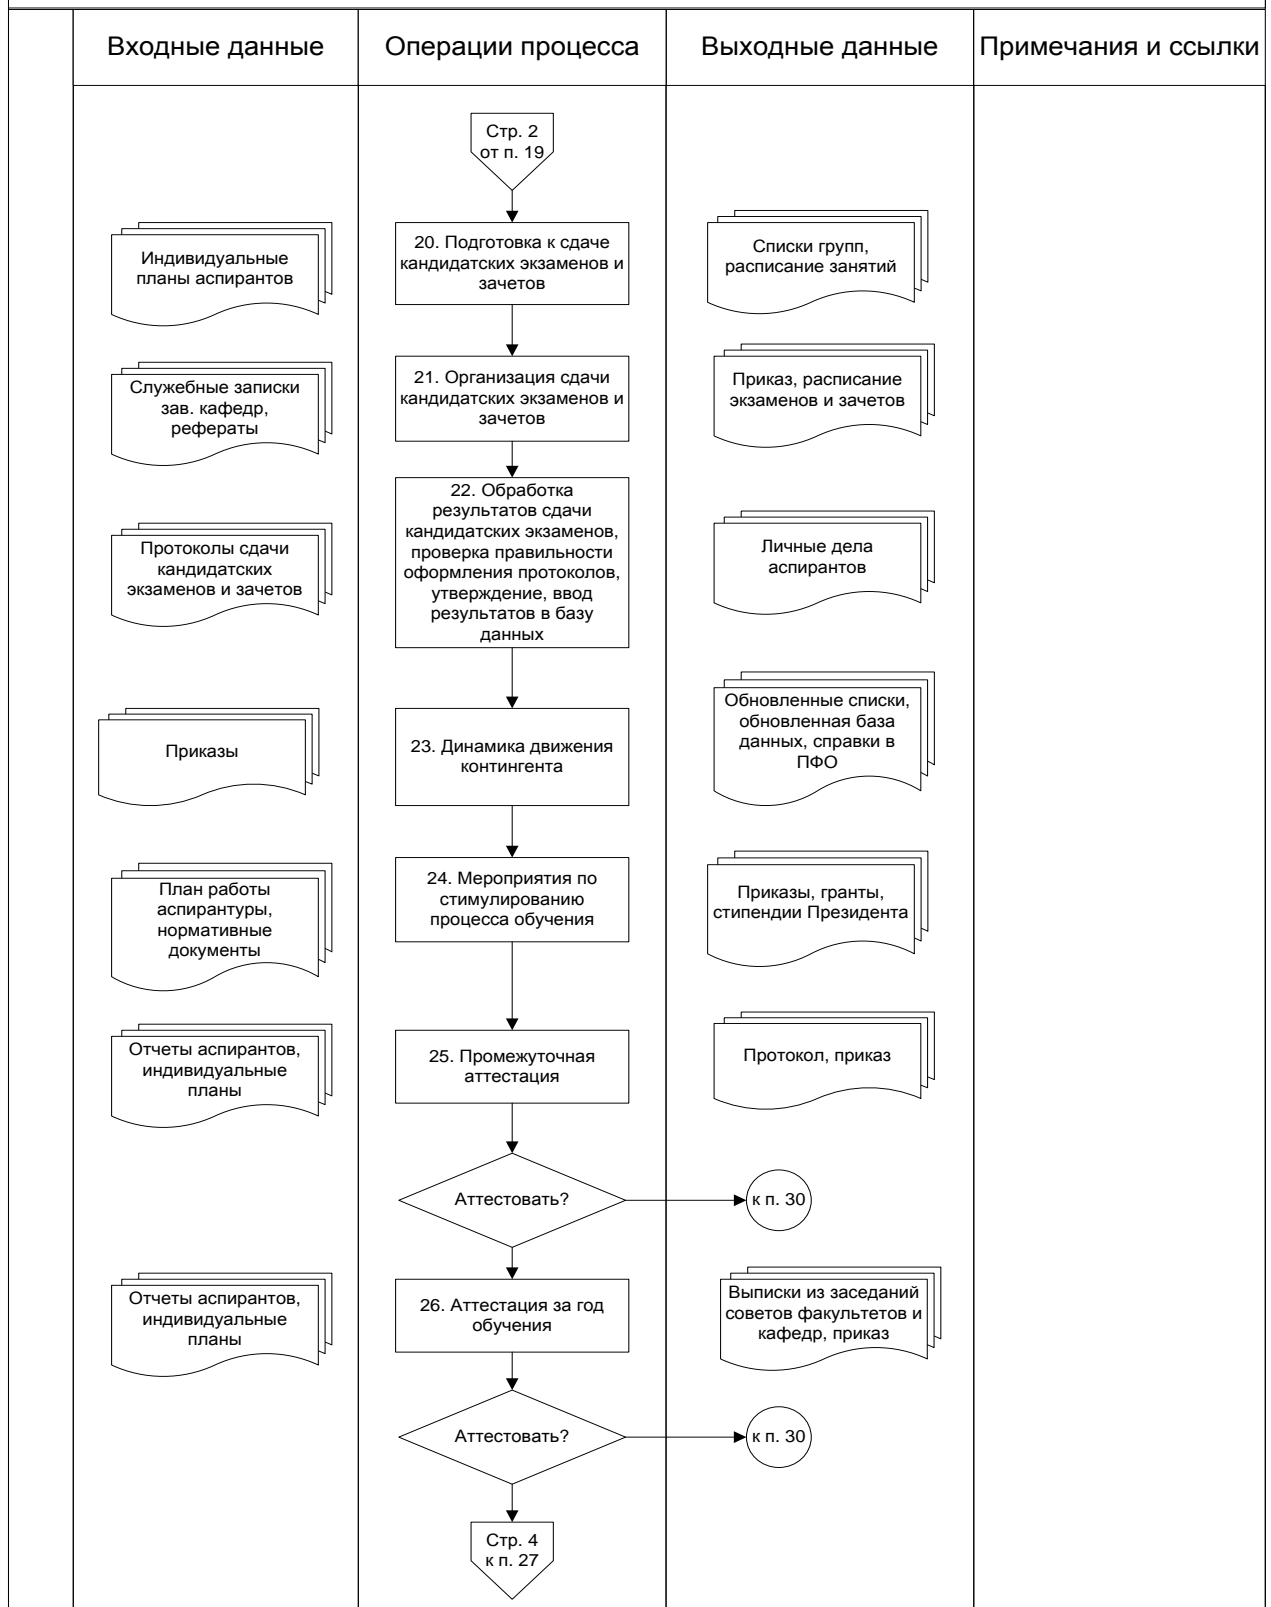 Входные данные
Операции процесса
Выходные данные
Примечания и ссылки
Стр. 2
от п. 19
Индивидуальные
планы аспирантов
20. Подготовка к сдаче
кандидатских экзаменов и
зачетов
Списки групп,
расписание занятий
Служебные записки
зав. кафедр,
рефераты
21. Организация сдачи
кандидатских экзаменов и
зачетов
Приказ, расписание
экзаменов и зачетов
Протоколы сдачи
кандидатских
экзаменов и зачетов
22. Обработка
результатов сдачи
кандидатских экзаменов,
проверка правильности
оформления протоколов,
утверждение, ввод
результатов в базу
данных
Личные дела
аспирантов
Приказы
23. Динамика движения
контингента
Обновленные списки,
обновленная база
данных, справки в
ПФО
План работы
аспирантуры,
нормативные
документы
24. Мероприятия по
стимулированию
процесса обучения
Приказы, гранты,
стипендии Президента
Отчеты аспирантов,
индивидуальные
планы
25. Промежуточная
аттестация
Протокол, приказ
Аттестовать?
к п. 30
Отчеты аспирантов,
индивидуальные
планы
26. Аттестация за год
обучения
Выписки из заседаний
советов факультетов и
кафедр, приказ
Аттестовать?
к п. 30
Стр. 4
к п. 27